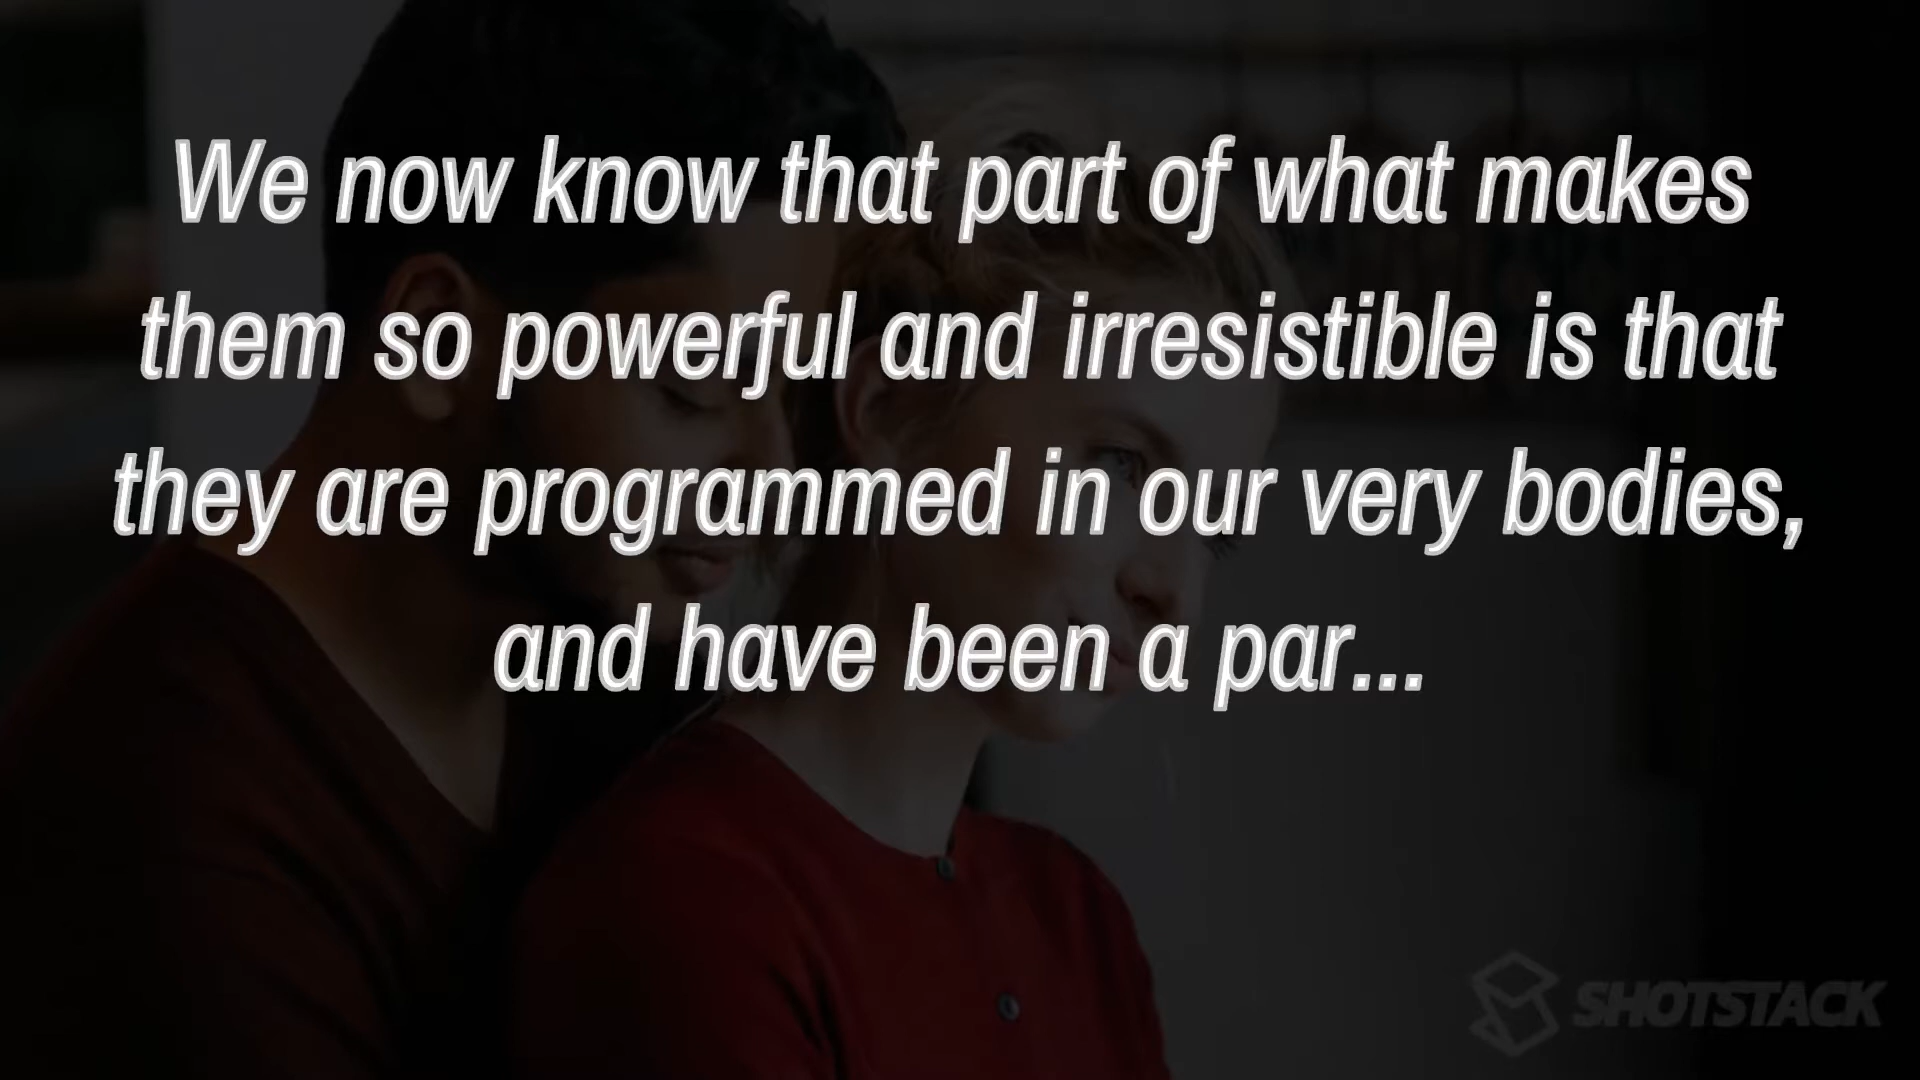 We now know that part of what makes
them so powerful and irresistible is that
they are programmed in our very bodies,
and have been a par...
SHOTSTACK